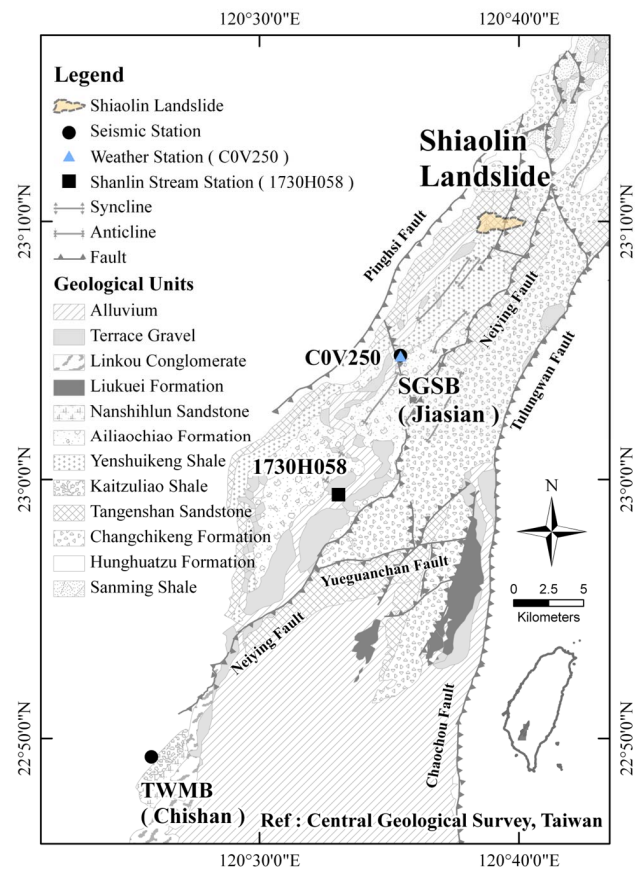 120°30'0"E
120°40'0"E
Legend
Shiaolin Landslide
Seismic Station
Weather Station ( C0V250 )
Shanlin Stream Station ( 1730H058 )
Syncline
Anticline
Fault
Geological Units
Alluvium
Terrace Gravel
Linkou Conglomerate
Liukuei Formation
Nanshihlun Sandstone
Ailiaochiao Formation
Yenshuikeng Shale
Kaitzuliao Shale
Tangenshan Sandstone
Changchikeng Formation
Hunghuatzu Formation
Sanming Shale
Shiaolin
Landslide
Pinghsi Fault
Neiying Fault
Tulungwan Fault
C0V250
SGSB
( Jiasian )
1730H058
Yueguanchan Fault
Neiying Fault
Chaochou Fault
N
0 2.5 5
Kilometers
TWMB
( Chishan )
Ref : Central Geological Survey, Taiwan
23°10'0"N
23°10'0"N
23°0'0"N
23°0'0"N
22°50'0"N
22°50'0"N
120°30'0"E
120°40'0"E